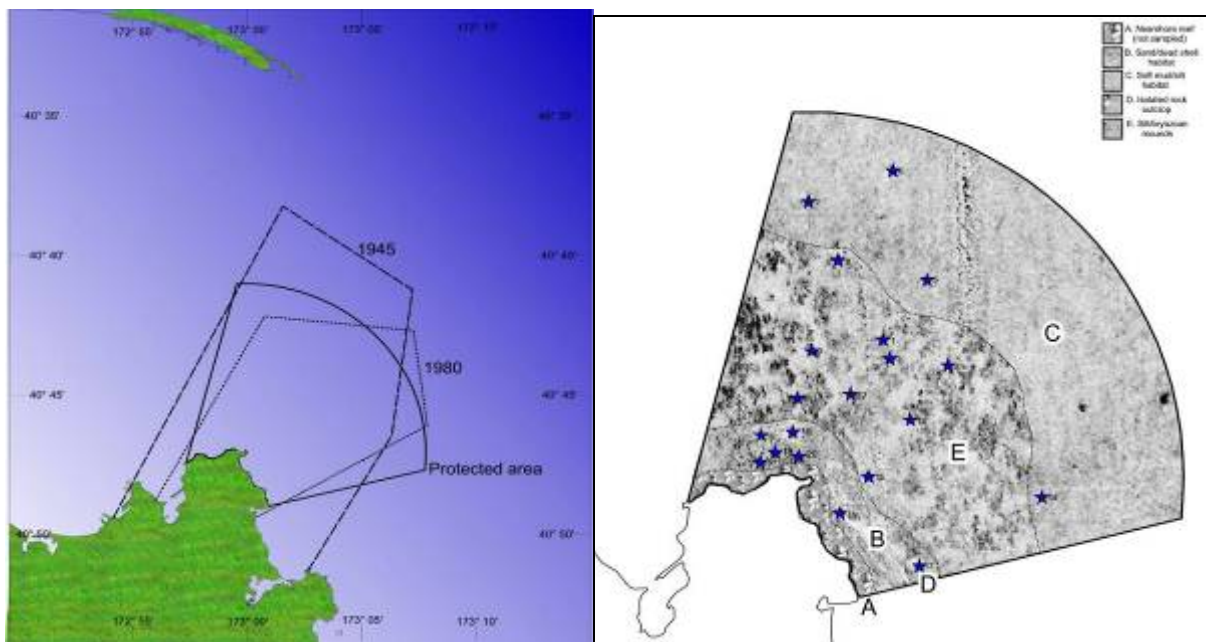 172° 50' 173° 00' 173° 05' 173° 10'
40° 35' 40° 35'
40° 40' 40° 40'
1945
1980
40° 45' 40° 45'
Protected area
40° 50' 40° 50'
172° 55' 173° 00' 173° 05' 173° 10'
A. Nearshore reef
(not sampled)
B. Sand/dead shell
habitat
C. Soft mud/silt
habitat
D. Isolated rock
outcrop
E. Silt/bryozoan
mounds
C
E
B
D
A